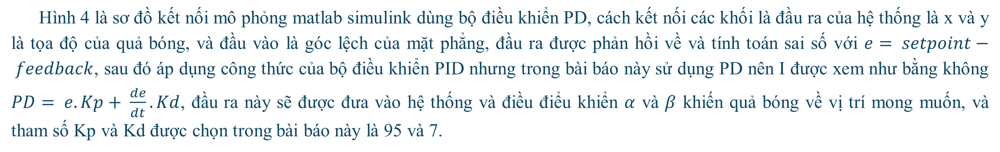 Hình 4 là sơ đồ kết nối mô phỏng matlab simulink dùng bộ điều khiển PD, cách kết nối các khối là đầu ra của hệ thống là x và y
là tọa độ của quả bóng, và đầu vào là góc lệch của mặt phẳng, đầu ra được phản hồi về và tính toán sai số với e = setpoint −
feedback, sau đó áp dụng công thức của bộ điều khiển PID nhưng trong bài báo này sử dụng PD nên I được xem như bằng không
PD = e.Kp + de/dt.Kd, đầu ra này sẽ được đưa vào hệ thống và điều điểu khiển α và β khiến quả bóng về vị trí mong muốn, và
tham số Kp và Kd được chọn trong bài báo này là 95 và 7.